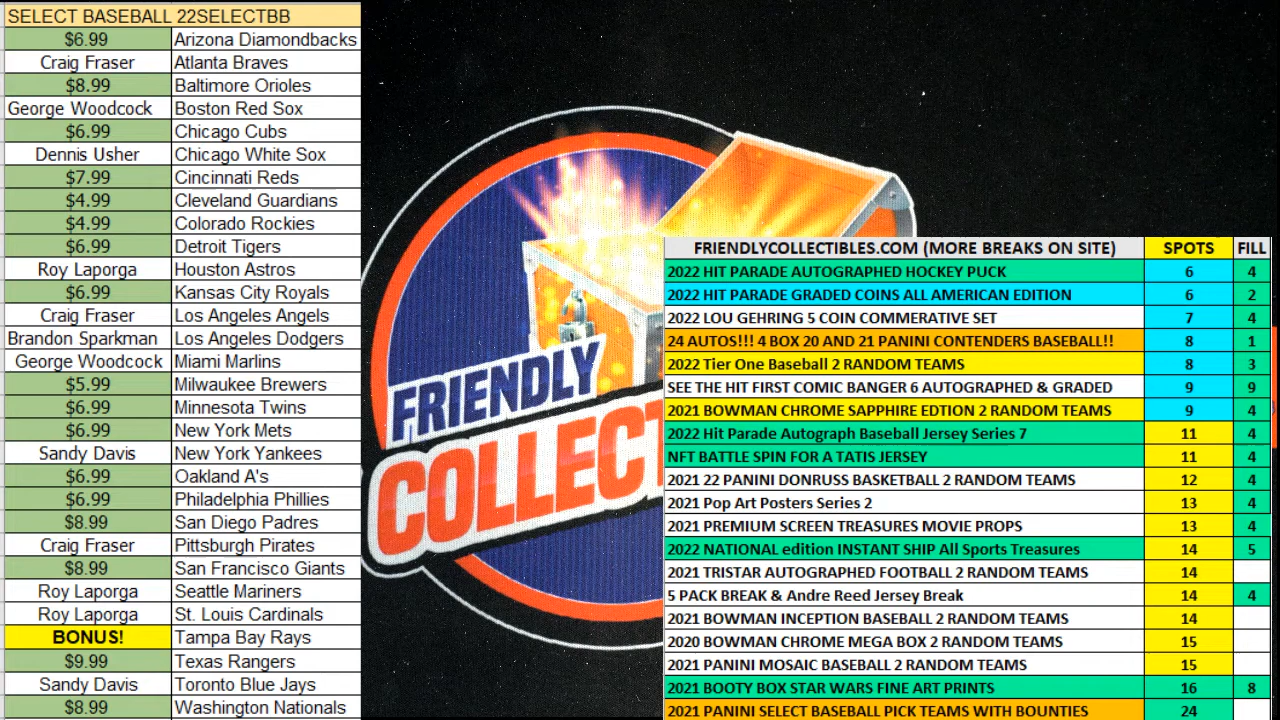 SELECT BASEBALL 22SELECTBB
$6.99 Arizona Diamondbacks
Craig Fraser Atlanta Braves
$8.99 Baltimore Orioles
George Woodcock Boston Red Sox
$6.99 Chicago Cubs
Dennis Usher Chicago White Sox
$7.99 Cincinnati Reds
$4.99 Cleveland Guardians
$4.99 Colorado Rockies
$6.99 Detroit Tigers
Roy Laporga Houston Astros
$6.99 Kansas City Royals
Craig Fraser Los Angeles Angels
Brandon Sparkman Los Angeles Dodgers
George Woodcock Miami Marlins
$5.99 Milwaukee Brewers
$6.99 Minnesota Twins
$6.99 New York Mets
Sandy Davis New York Yankees
$6.99 Oakland A's
$6.99 Philadelphia Phillies
$8.99 San Diego Padres
Craig Fraser Pittsburgh Pirates
$8.99 San Francisco Giants
Roy Laporga Seattle Mariners
Roy Laporga St. Louis Cardinals
BONUS! Tampa Bay Rays
$9.99 Texas Rangers
Sandy Davis Toronto Blue Jays
$8.99 Washington Nationals
FRIENDLY
COLLECT
FRIENDLYCOLLECTIBLES.COM (MORE BREAKS ON SITE) SPOTS FILL
2022 HIT PARADE AUTOGRAPHED HOCKEY PUCK 6 4
2022 HIT PARADE GRADED COINS ALL AMERICAN EDITION 6 2
2022 LOU GEHRING 5 COIN COMMERATIVE SET 7 4
24 AUTOS!!! 4 BOX 20 AND 21 PANINI CONTENDERS BASEBALL!! 8 1
2022 Tier One Baseball 2 RANDOM TEAMS 8 3
SEE THE HIT FIRST COMIC BANGER 6 AUTOGRAPHED & GRADED 9 9
2021 BOWMAN CHROME SAPPHIRE EDTION 2 RANDOM TEAMS 9 4
2022 Hit Parade Autograph Baseball Jersey Series 7 11 4
NFT BATTLE SPIN FOR A TATIS JERSEY 11 4
2021 22 PANINI DONRUSS BASKETBALL 2 RANDOM TEAMS 12 4
2021 Pop Art Posters Series 2 13 4
2021 PREMIUM SCREEN TREASURES MOVIE PROPS 13 4
2022 NATIONAL edition INSTANT SHIP All Sports Treasures 14 5
2021 TRISTAR AUTOGRAPHED FOOTBALL 2 RANDOM TEAMS 14
5 PACK BREAK & Andre Reed Jersey Break 14 4
2021 BOWMAN INCEPTION BASEBALL 2 RANDOM TEAMS 14
2020 BOWMAN CHROME MEGA BOX 2 RANDOM TEAMS 15
2021 PANINI MOSAIC BASEBALL 2 RANDOM TEAMS 15
2021 BOOTY BOX STAR WARS FINE ART PRINTS 16 8
2021 PANINI SELECT BASEBALL PICK TEAMS WITH BOUNTIES 24